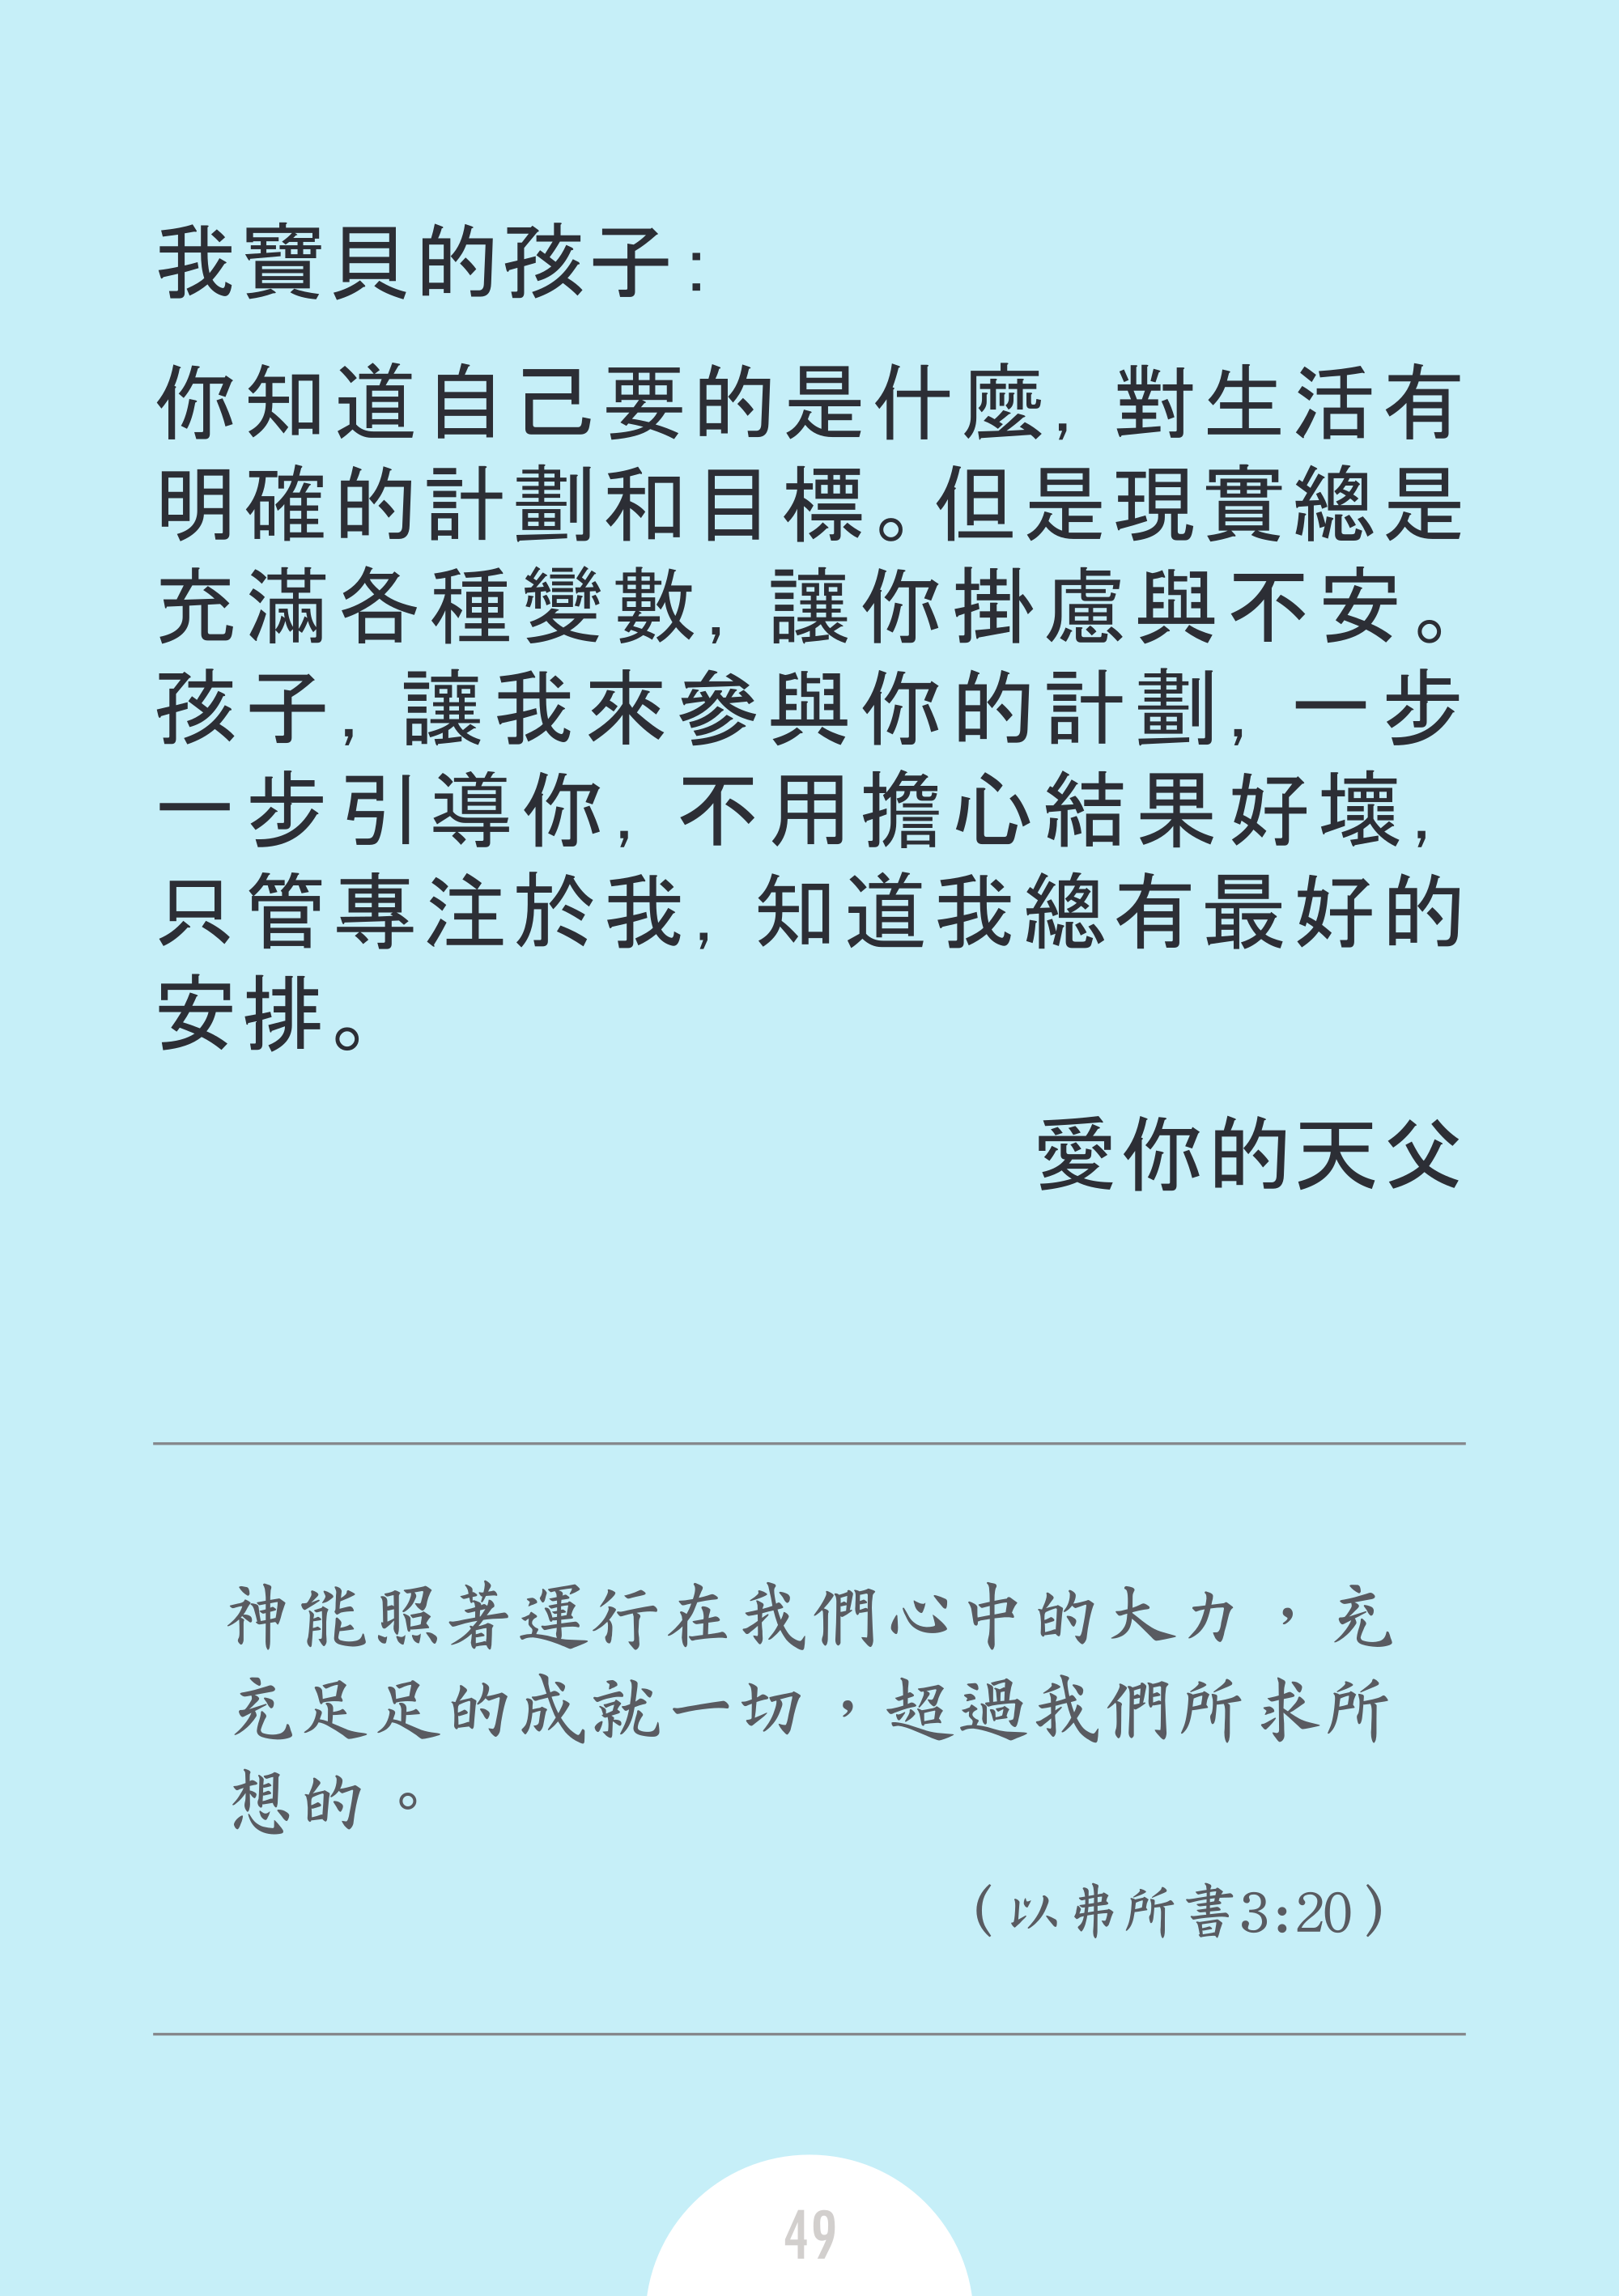 我寶貝的孩子：
你知道自己要的是什麼，對生活有
明確的計劃和目標。但是現實總是
充滿各種變數，讓你掛慮與不安。
孩子，讓我來參與你的計劃，一步
一步引導你，不用擔心結果好壞，
只管專注於我，知道我總有最好的
安排。
愛你的天父
神能照著運行在我們心中的大力，充
充足足的成就一切，超過我們所求所
想的。
（以弗所書3:20）
49